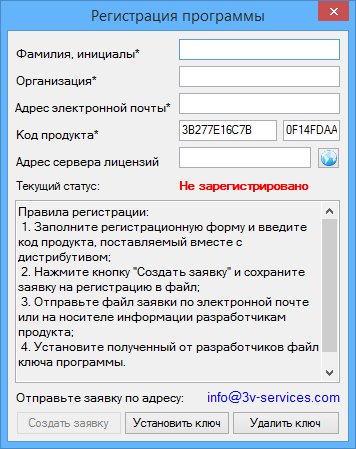 Регистрация программы
Фамилия, инициалы*
Организация*
Адрес электронной почты*
Код продукта* 3B277E16C7B 0F14FDAA
Адрес сервера лицензий
Текущий статус: Не зарегистрировано
Правила регистрации:
1. Заполните регистрационную форму и введите
код продукта, поставляемый вместе с
дистрибутивом;
2. Нажмите кнопку "Создать заявку" и сохраните
заявку на регистрацию в файл;
3. Отправьте файл заявки по электронной почте
или на носителе информации разработчикам
продукта;
4. Установите полученный от разработчиков файл
ключа программы.
Отправьте заявку по адресу: info@3v-services.com
Создать заявку Установить ключ Удалить ключ